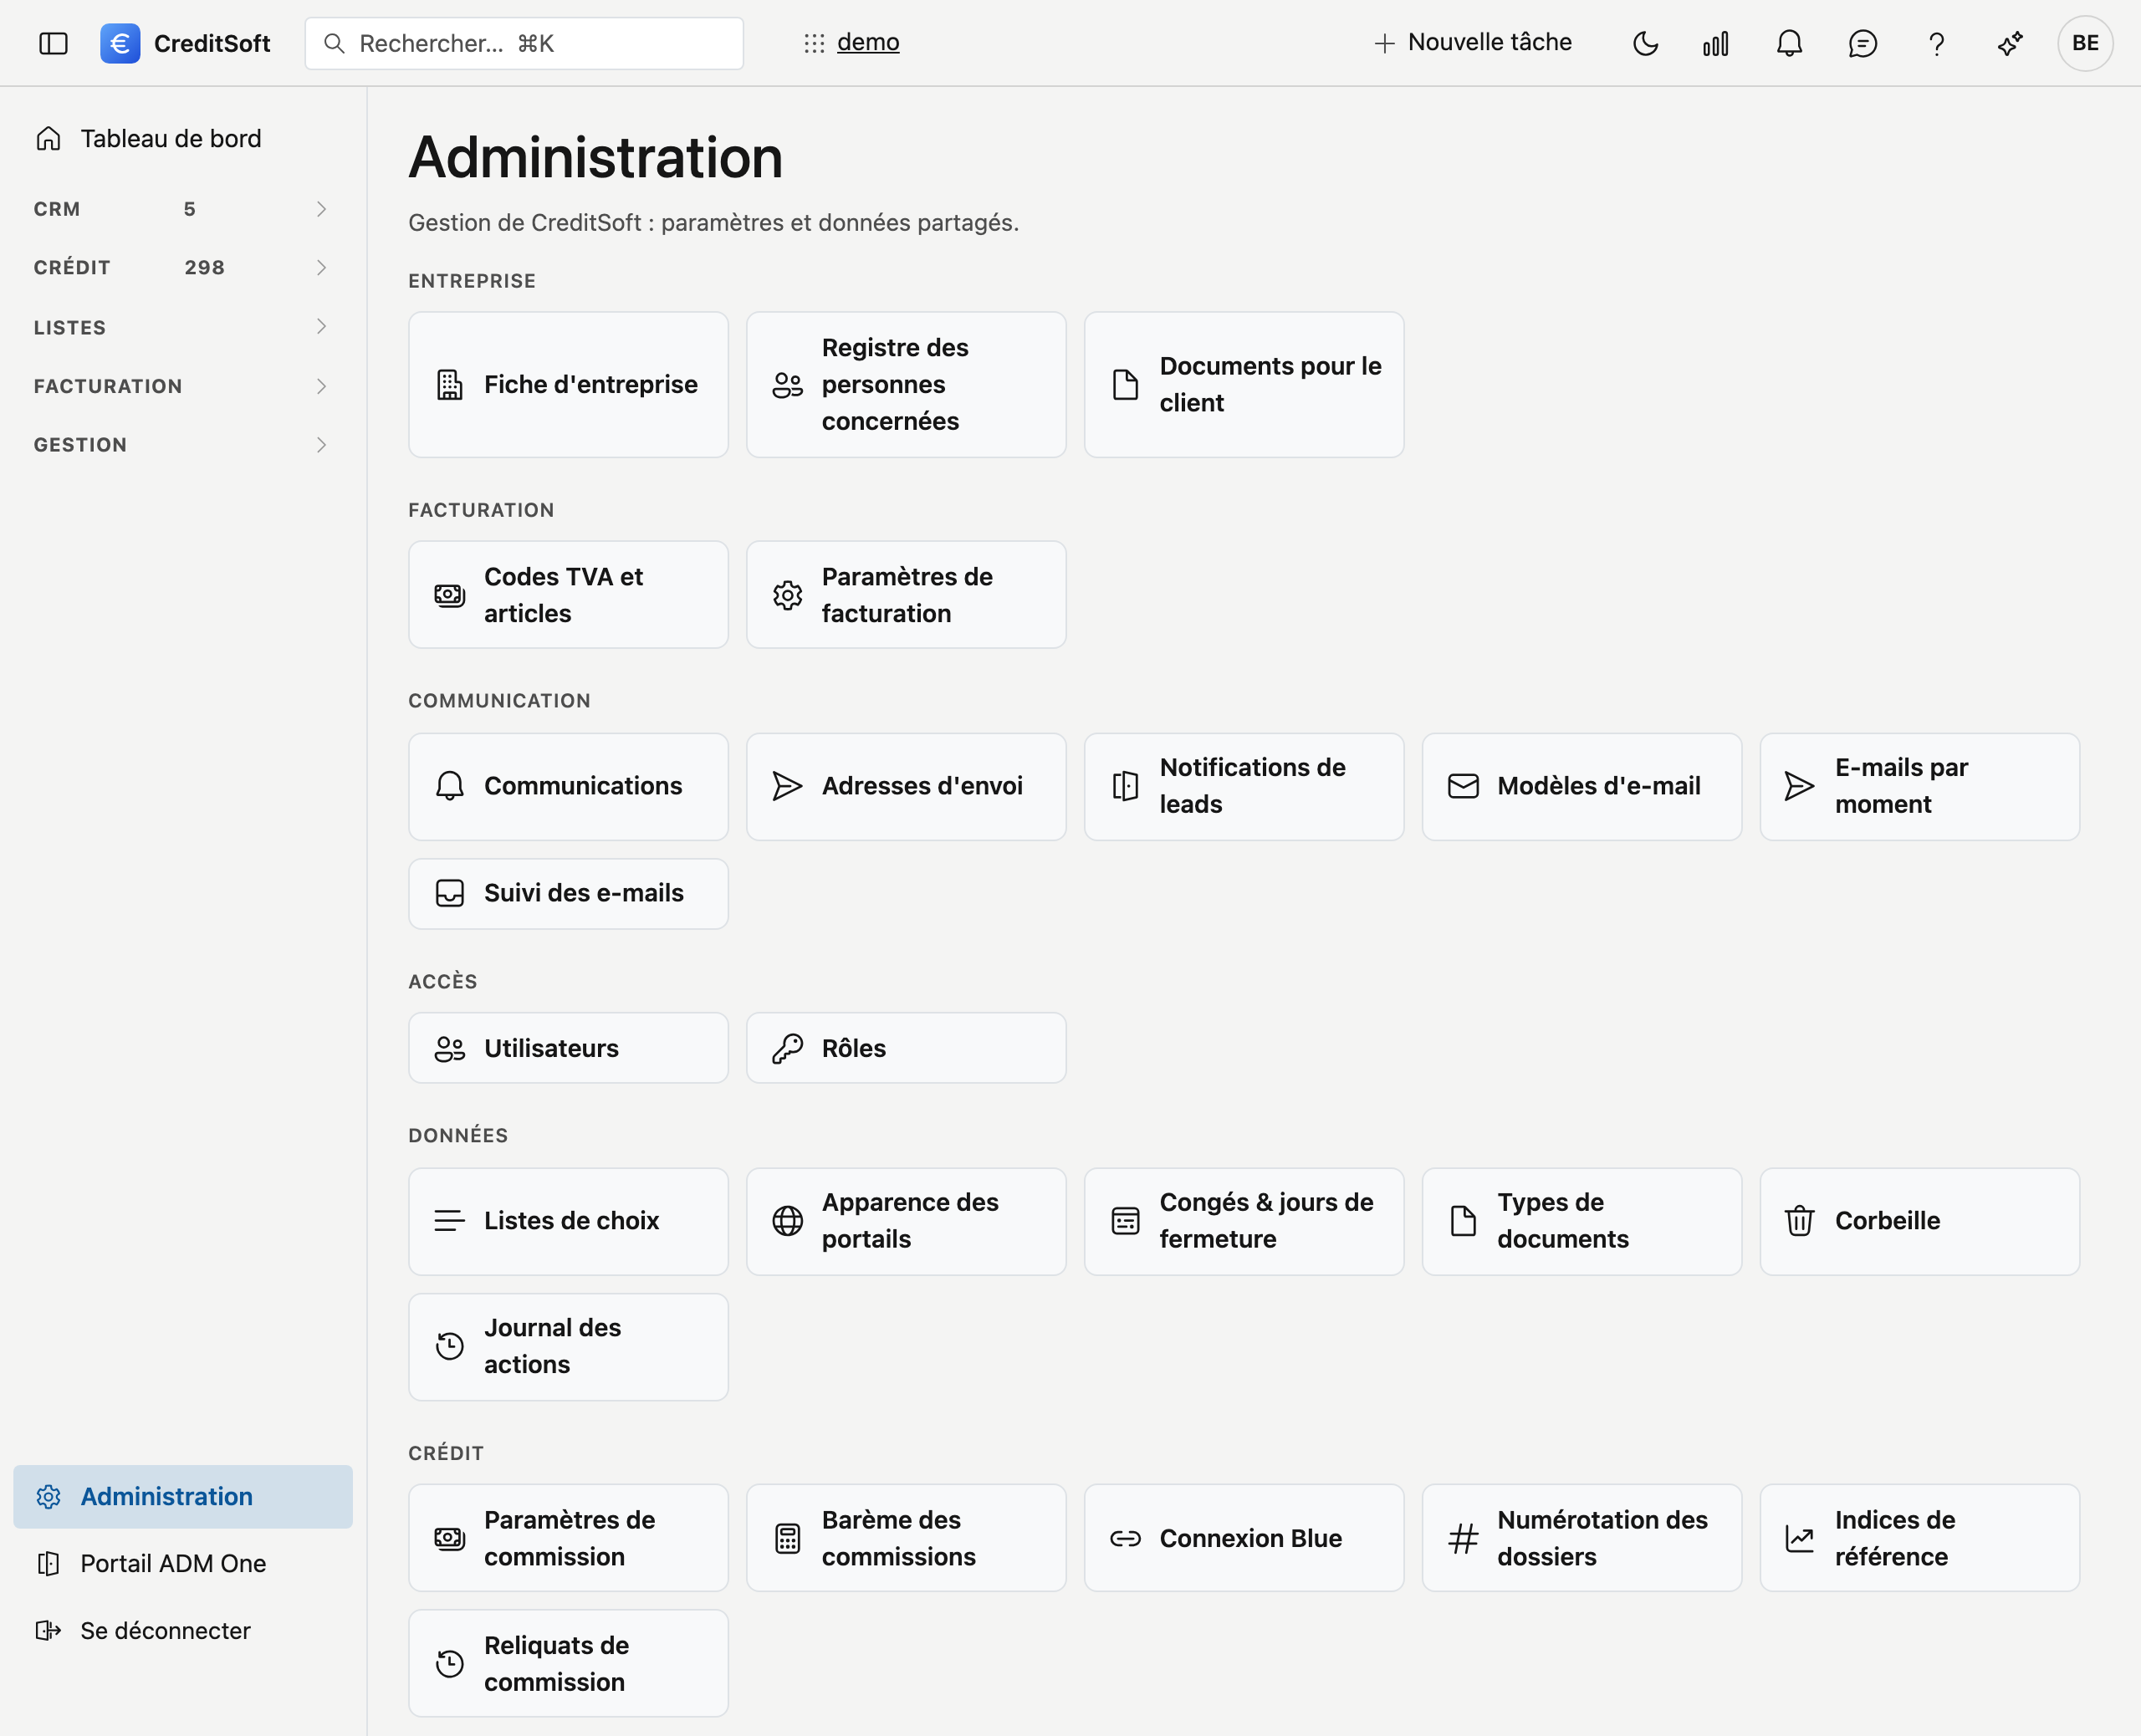 CreditSoft
Rechercher... ⌘K
demo
Nouvelle tâche
BE
Tableau de bord
CRM 5
CRÉDIT 298
LISTES
FACTURATION
GESTION
Administration
Portail ADM One
Se déconnecter
Administration
Gestion de CreditSoft : paramètres et données partagés.
ENTREPRISE
Fiche d'entreprise
Registre des
personnes
concernées
Documents pour le
client
FACTURATION
Codes TVA et
articles
Paramètres de
facturation
COMMUNICATION
Communications
Adresses d'envoi
Notifications de
leads
Modèles d'e-mail
E-mails par
moment
Suivi des e-mails
ACCÈS
Utilisateurs
Rôles
DONNÉES
Listes de choix
Apparence des
portails
Congés & jours de
fermeture
Types de
documents
Corbeille
Journal des
actions
CRÉDIT
Paramètres de
commission
Barème des
commissions
Connexion Blue
Numérotation des
dossiers
Indices de
référence
Reliquats de
commission